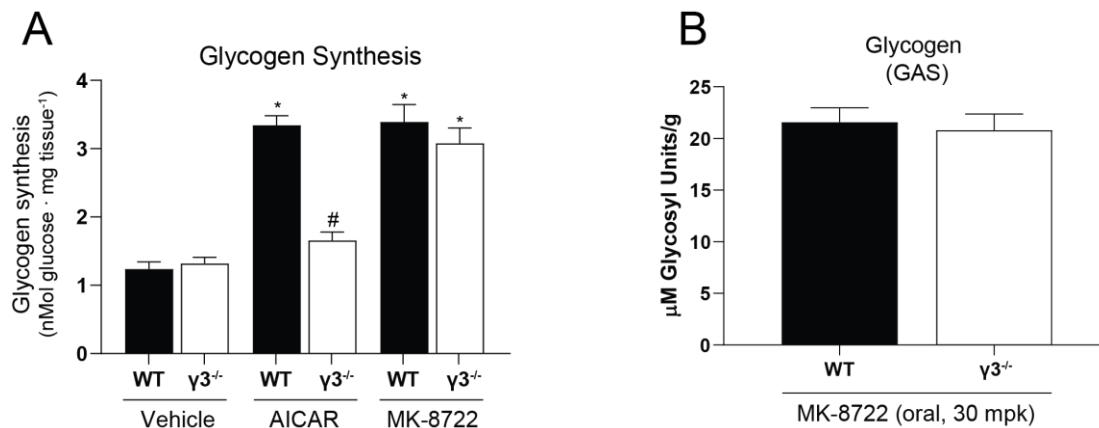 A
Glycogen Synthesis
Glycogen synthesis
(nMol glucose · mg tissue⁻¹)
4
3
2
1
0
*
#
*
*
WT γ3⁻/⁻ WT γ3⁻/⁻ WT γ3⁻/⁻
Vehicle AICAR MK-8722
B
Glycogen
(GAS)
μM Glycosyl Units/g
25
20
15
10
5
0
WT γ3⁻/⁻
MK-8722 (oral, 30 mpk)